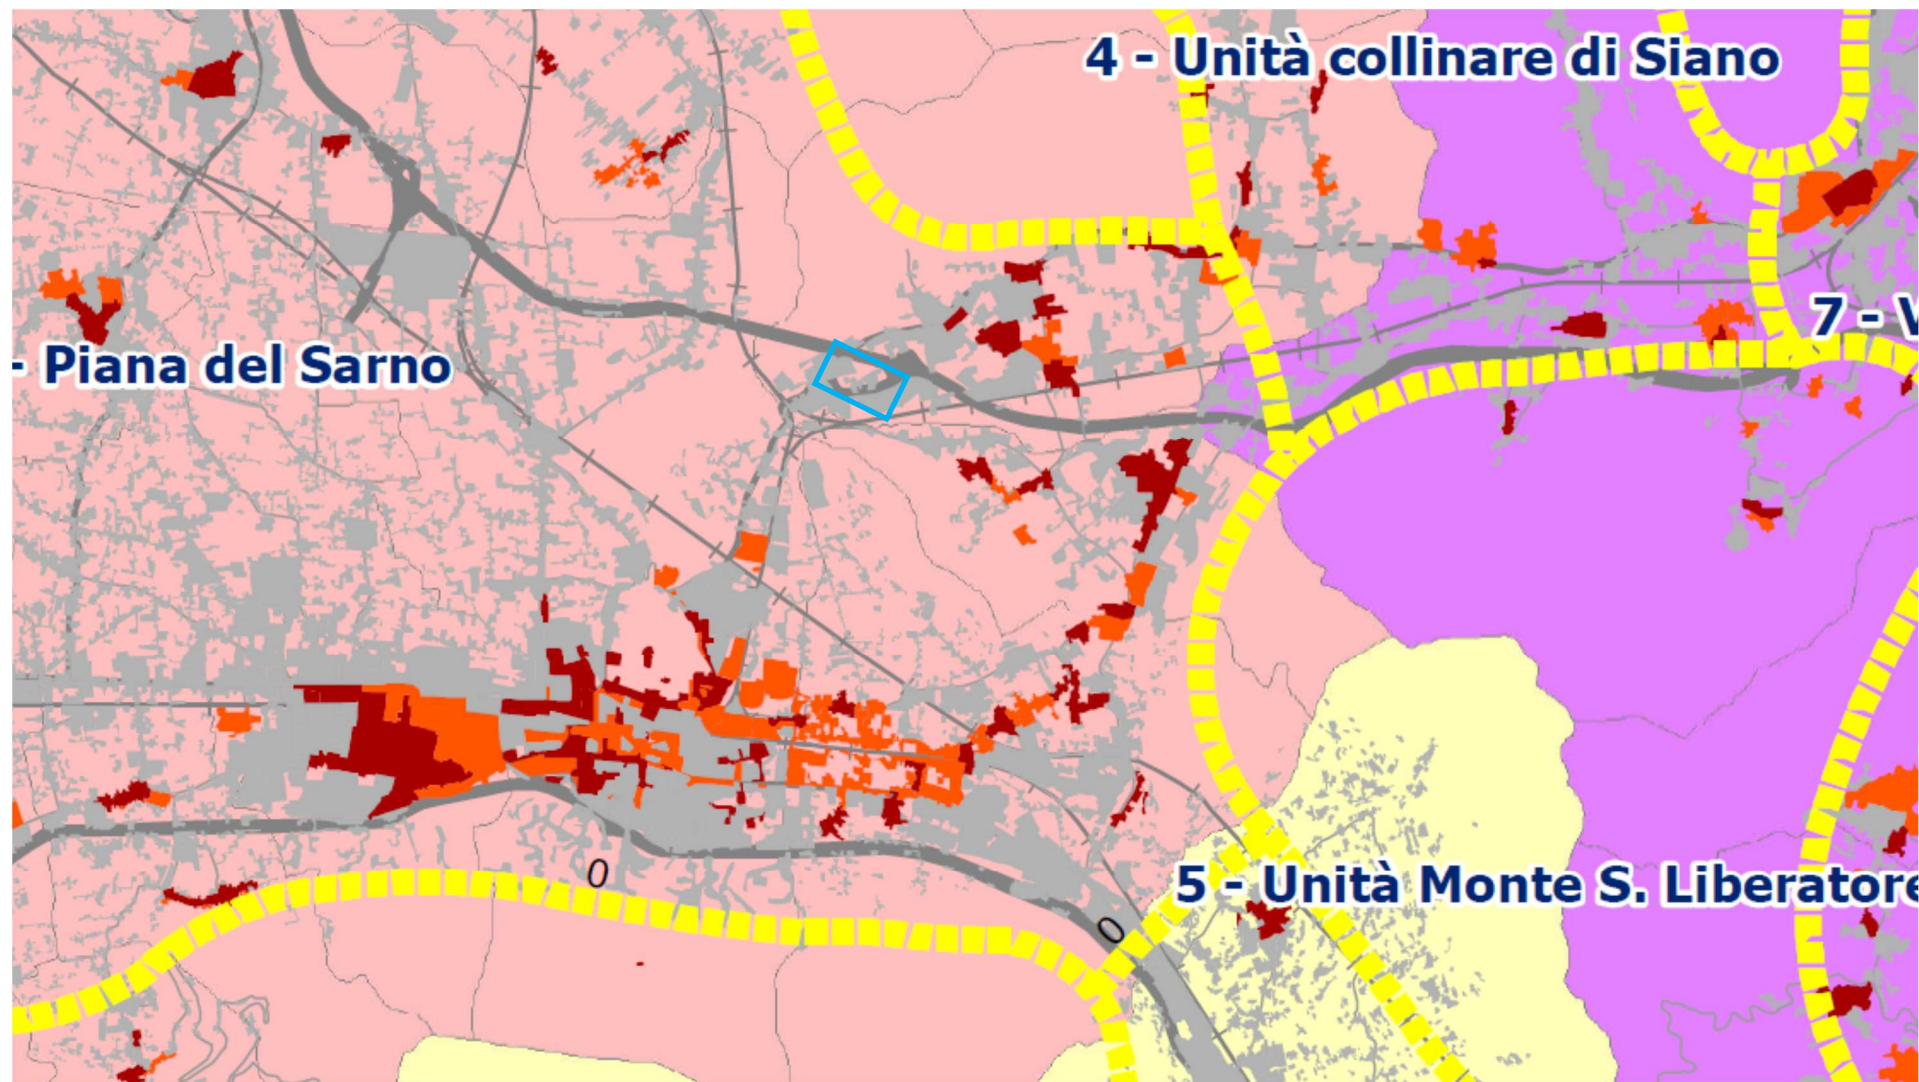 4 - Unità collinare di Siano
7 - V
- Piana del Sarno
0
5 - Unità Monte S. Liberatore
0